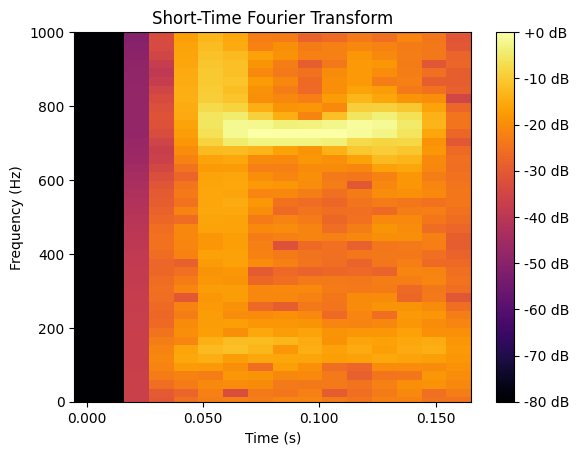 Short-Time Fourier Transform
1000
800
600
400
200
0
Frequency (Hz)
0.000
0.050
0.100
0.150
Time (s)
+0 dB
-10 dB
-20 dB
-30 dB
-40 dB
-50 dB
-60 dB
-70 dB
-80 dB